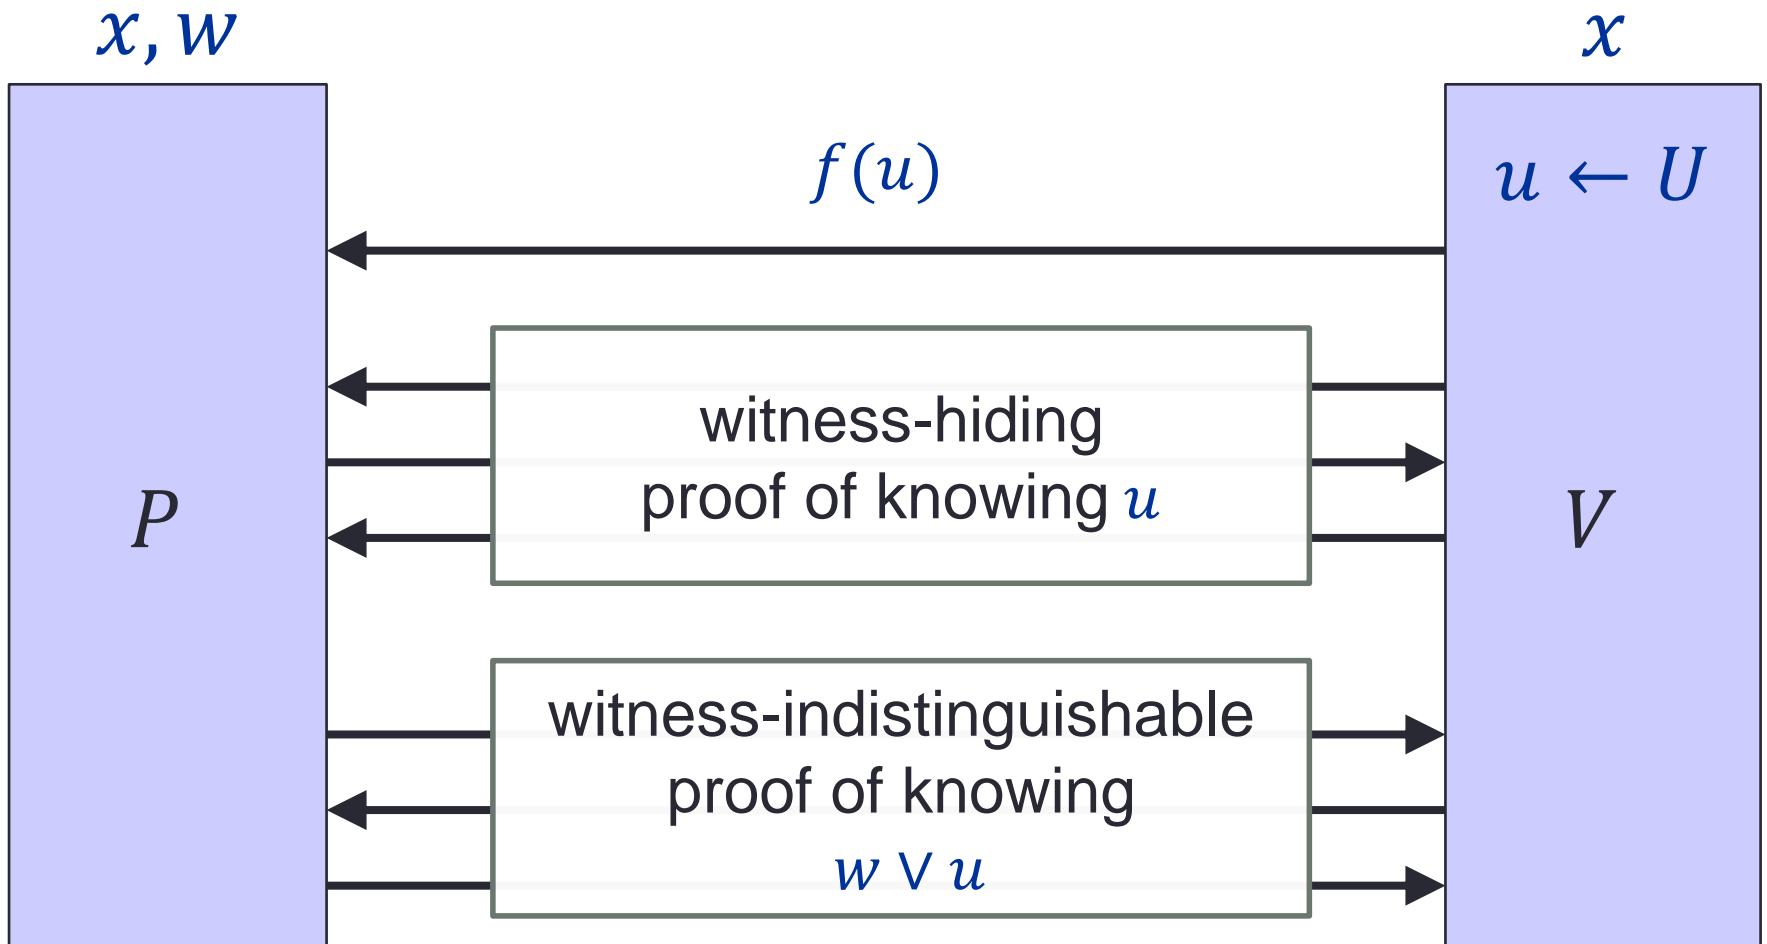 x, w
x
f(u)
u ← U
witness-hiding
proof of knowing u
P
V
witness-indistinguishable
proof of knowing
w ∨ u